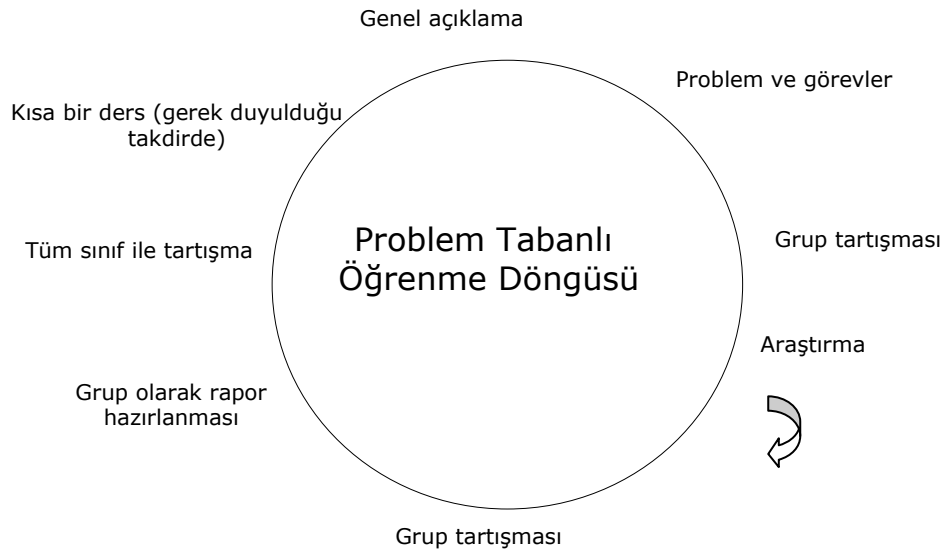 Genel açıklama
Problem ve görevler
Kısa bir ders (gerek duyulduğu
takdirde)
Problem Tabanlı
Öğrenme Döngüsü
Tüm sınıf ile tartışma
Grup tartışması
Araştırma
Grup olarak rapor
hazırlanması
Grup tartışması